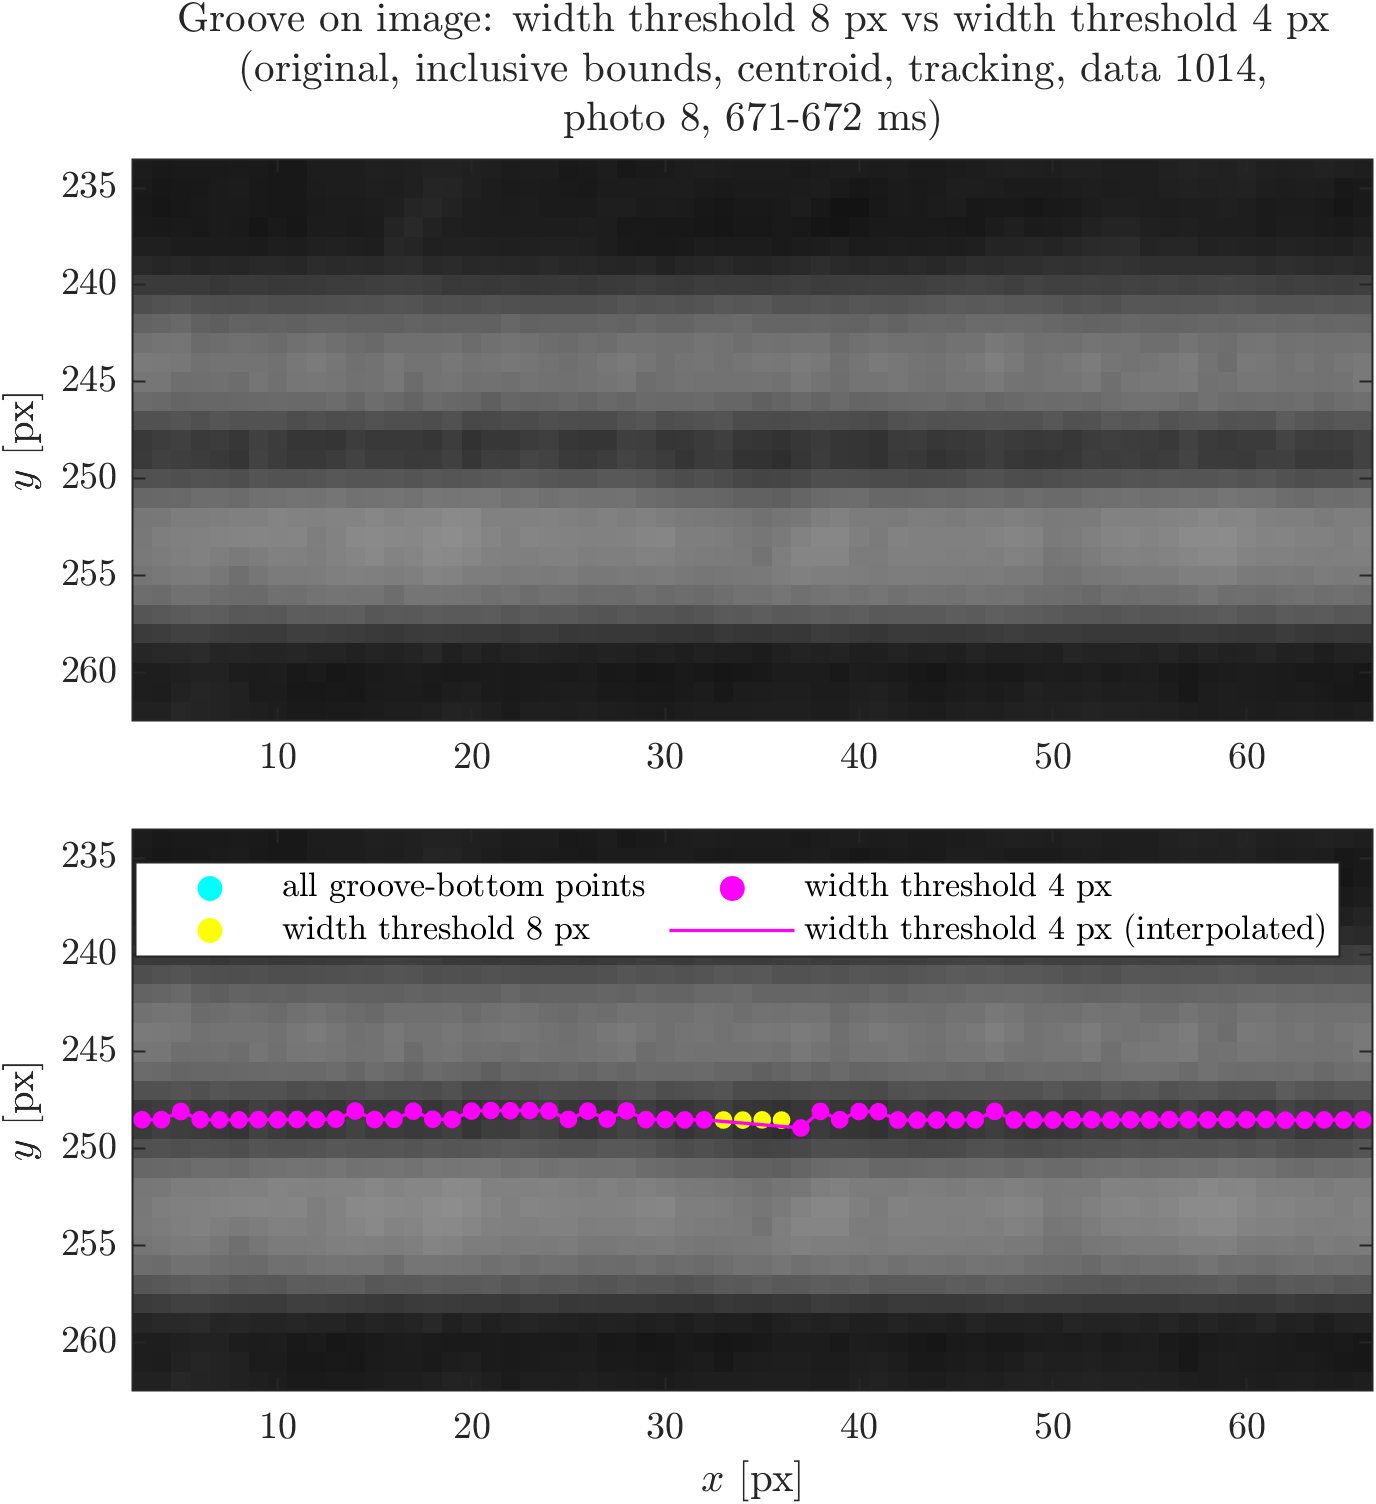 Groove on image: width threshold 8 px vs width threshold 4 px
(original, inclusive bounds, centroid, tracking, data 1014,
photo 8, 671-672 ms)
235
240
245
250
255
260
y [px]
10 20 30 40 50 60
235
240
245
250
255
260
y [px]
all groove-bottom points
width threshold 8 px
width threshold 4 px
width threshold 4 px (interpolated)
10 20 30 40 50 60
x [px]